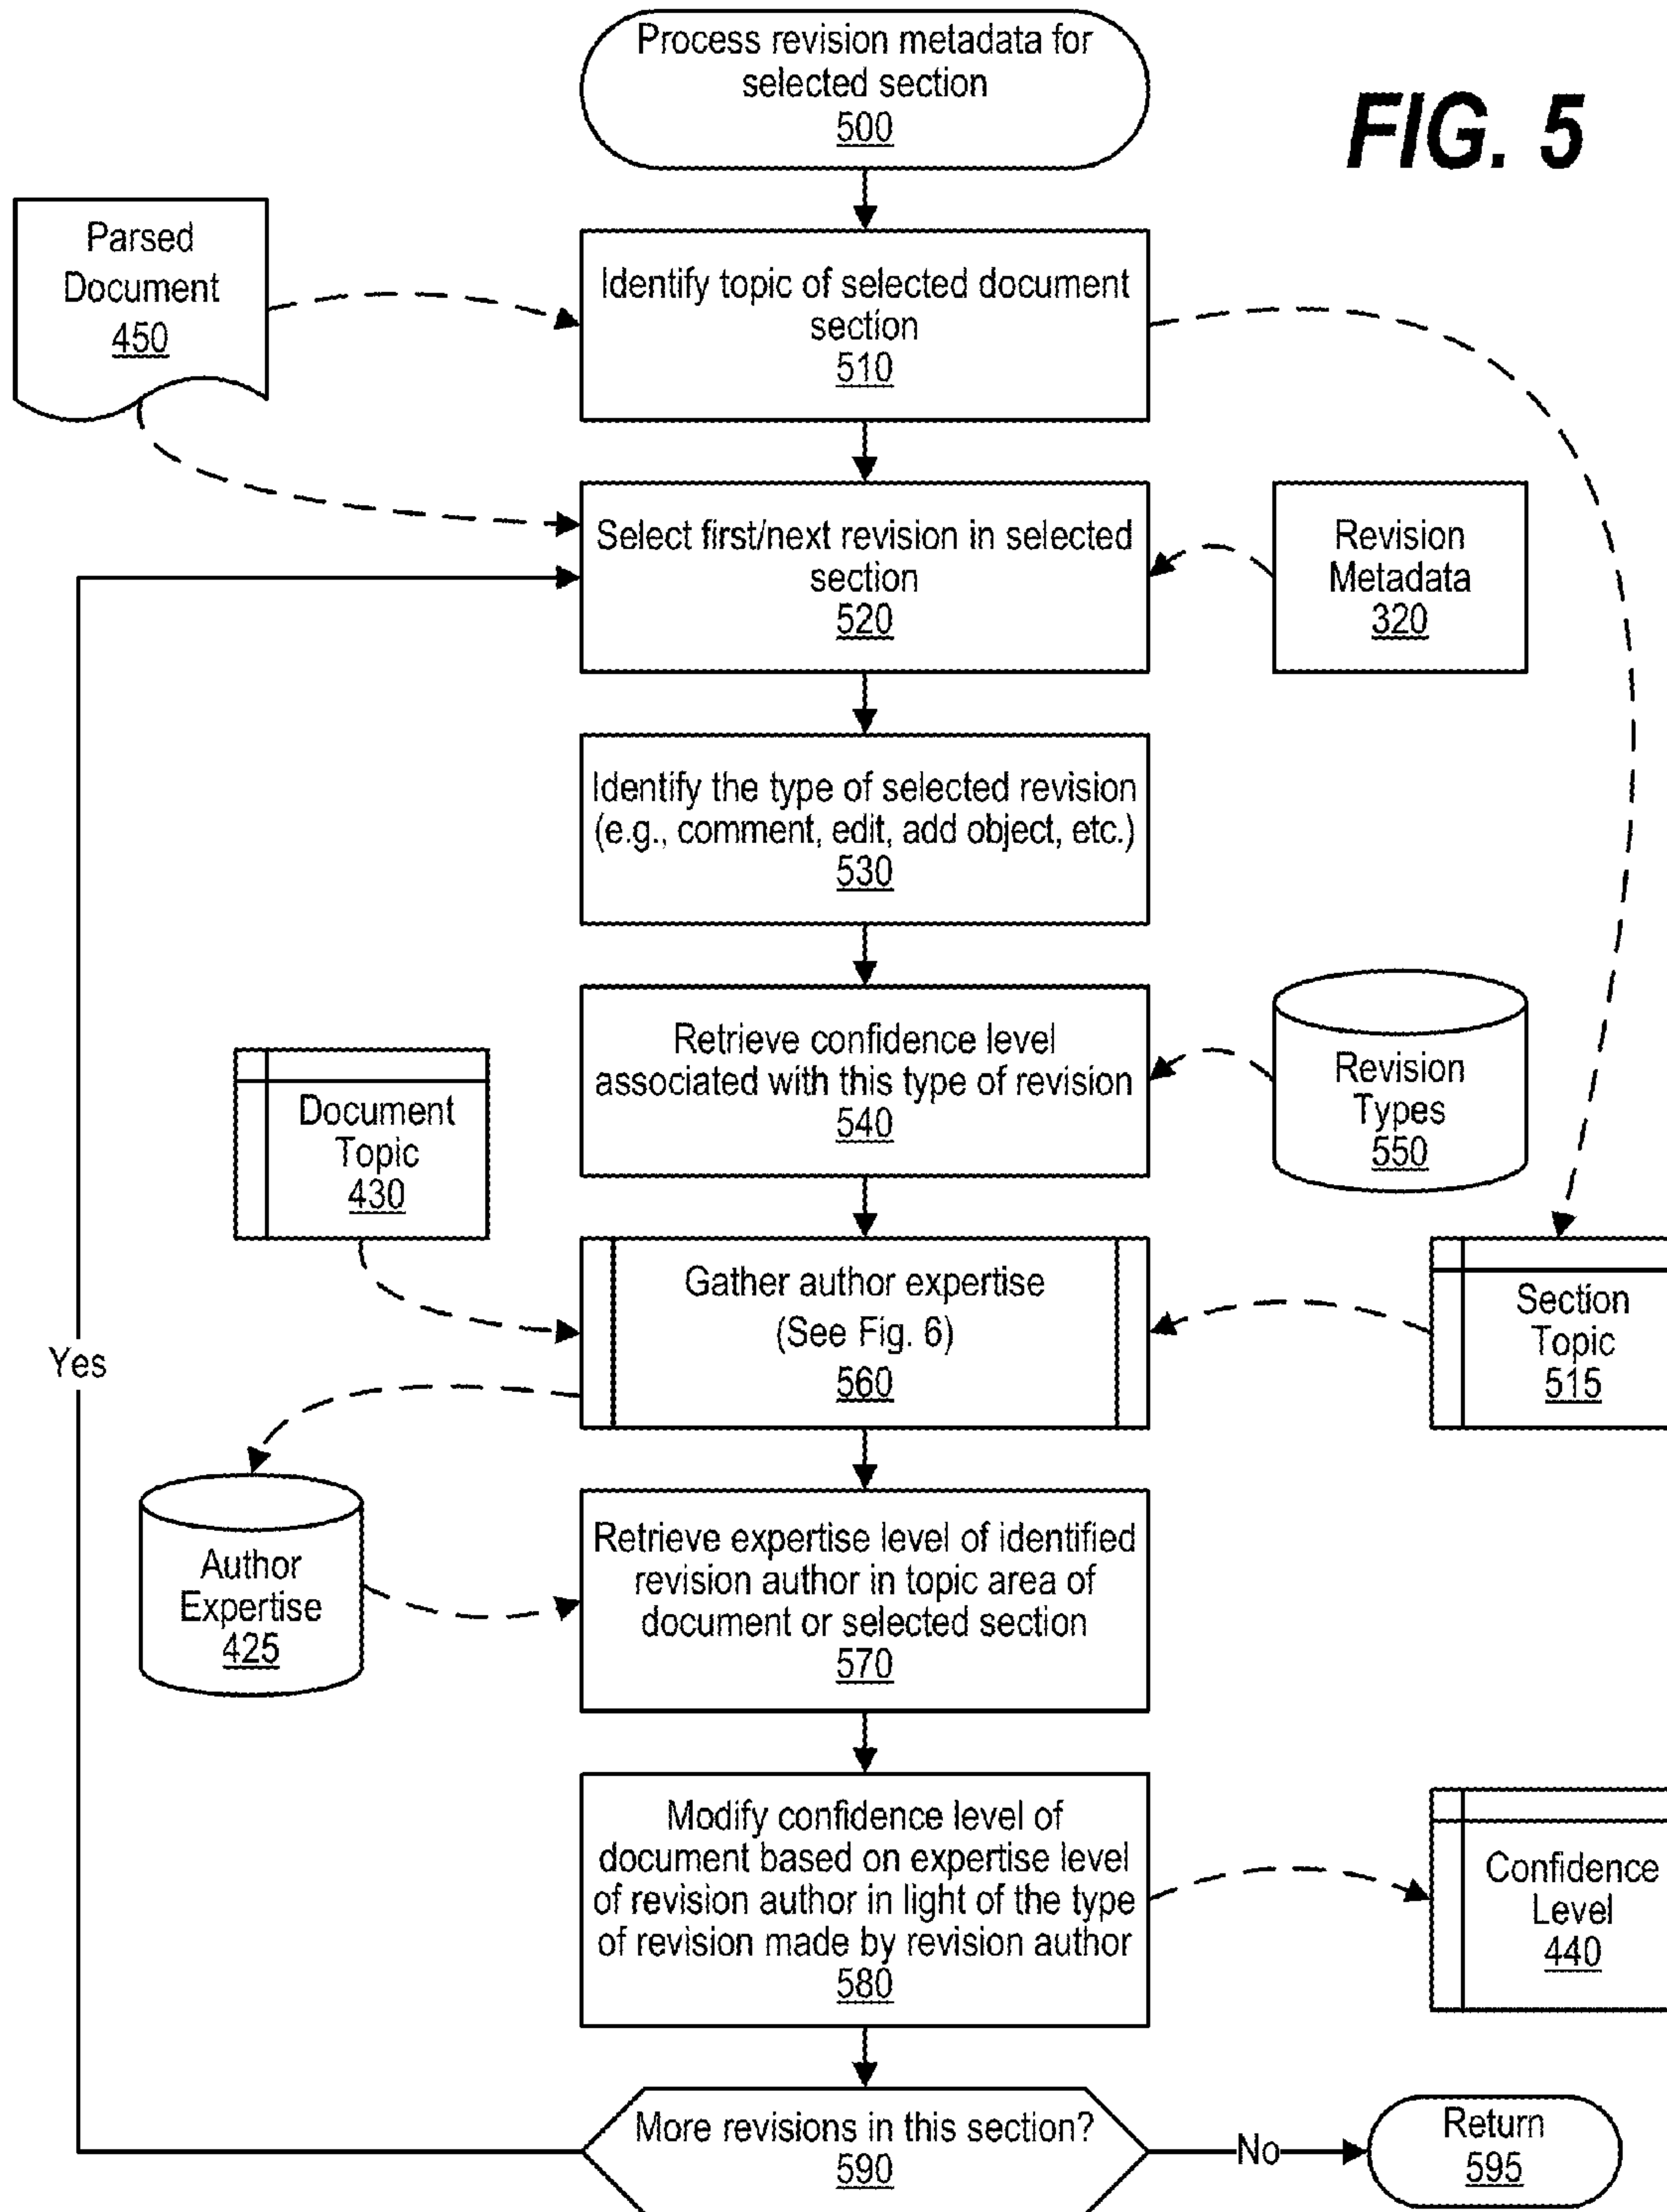 Process revision metadata for
selected section
500
FIG. 5
Parsed
Document
450
Identify topic of selected document
section
510
Select first/next revision in selected
section
520
Revision
Metadata
320
Identify the type of selected revision
(e.g., comment, edit, add object, etc.)
530
Retrieve confidence level
associated with this type of revision
540
Revision
Types
550
Document
Topic
430
Gather author expertise
(See Fig. 6)
560
Section
Topic
515
Yes
Author
Expertise
425
Retrieve expertise level of identified
revision author in topic area of
document or selected section
570
Modify confidence level of
document based on expertise level
of revision author in light of the type
of revision made by revision author
580
Confidence
Level
440
More revisions in this section?
590
No
Return
595